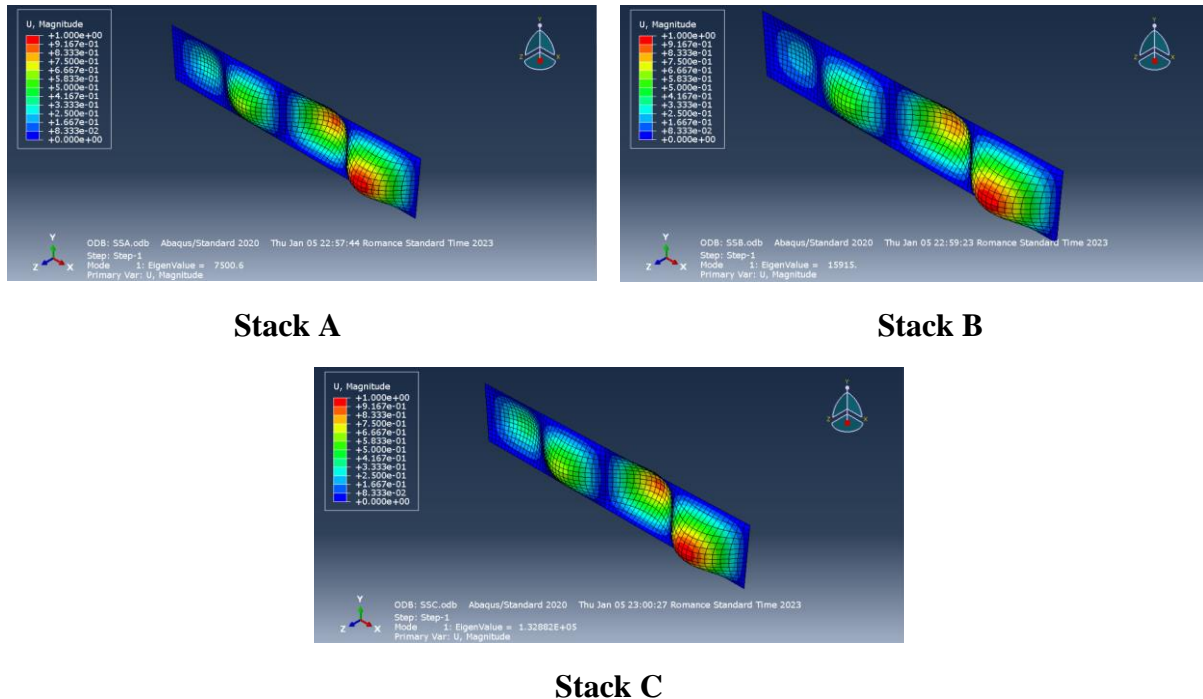 U, Magnitude
+1.000e+00
+9.167e-01
+8.333e-01
+7.500e-01
+6.667e-01
+5.833e-01
+5.000e-01
+4.167e-01
+3.333e-01
+2.500e-01
+1.667e-01
+8.333e-02
+0.000e+00
Y
Z
X
Y
Z
X
ODB: SSA.odb Abaqus/Standard 2020 Thu Jan 05 22:57:44 Romance Standard Time 2023
Step: Step-1
Mode 1: EigenValue = 7500.6
Primary Var: U, Magnitude
Stack A
U, Magnitude
+1.000e+00
+9.167e-01
+8.333e-01
+7.500e-01
+6.667e-01
+5.833e-01
+5.000e-01
+4.167e-01
+3.333e-01
+2.500e-01
+1.667e-01
+8.333e-02
+0.000e+00
Y
Z
X
Y
Z
X
ODB: SSB.odb Abaqus/Standard 2020 Thu Jan 05 22:59:23 Romance Standard Time 2023
Step: Step-1
Mode 1: EigenValue = 15915.
Primary Var: U, Magnitude
Stack B
U, Magnitude
+1.000e+00
+9.167e-01
+8.333e-01
+7.500e-01
+6.667e-01
+5.833e-01
+5.000e-01
+4.167e-01
+3.333e-01
+2.500e-01
+1.667e-01
+8.333e-02
+0.000e+00
Y
Z
X
Y
Z
X
ODB: SSC.odb Abaqus/Standard 2020 Thu Jan 05 23:00:27 Romance Standard Time 2023
Step: Step-1
Mode 1: EigenValue = 1.32882E+05
Primary Var: U, Magnitude
Stack C